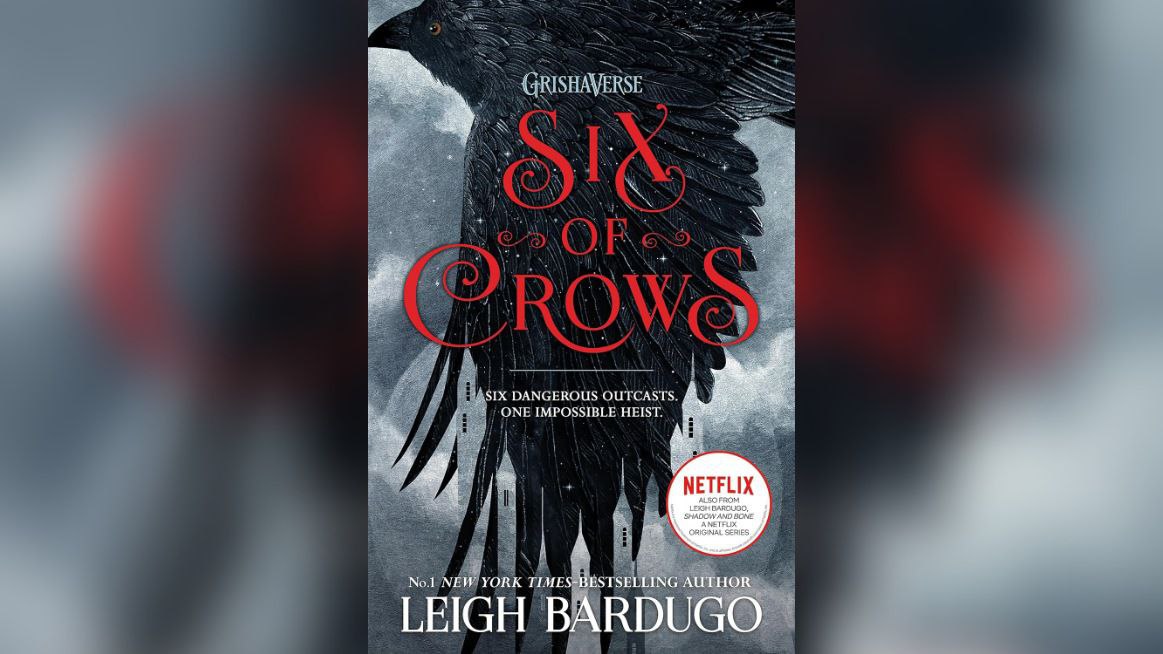 GRISHAVERSE
SIX
OF
CROWS
SIX DANGEROUS OUTCASTS.
ONE IMPOSSIBLE HEIST.
NETFLIX
ALSO FROM
LEIGH BARDUGO,
SHADOW AND BONE
A NETFLIX
ORIGINAL SERIES
No.1 NEW YORK TIMES-BESTSELLING AUTHOR
LEIGH BARDUGO